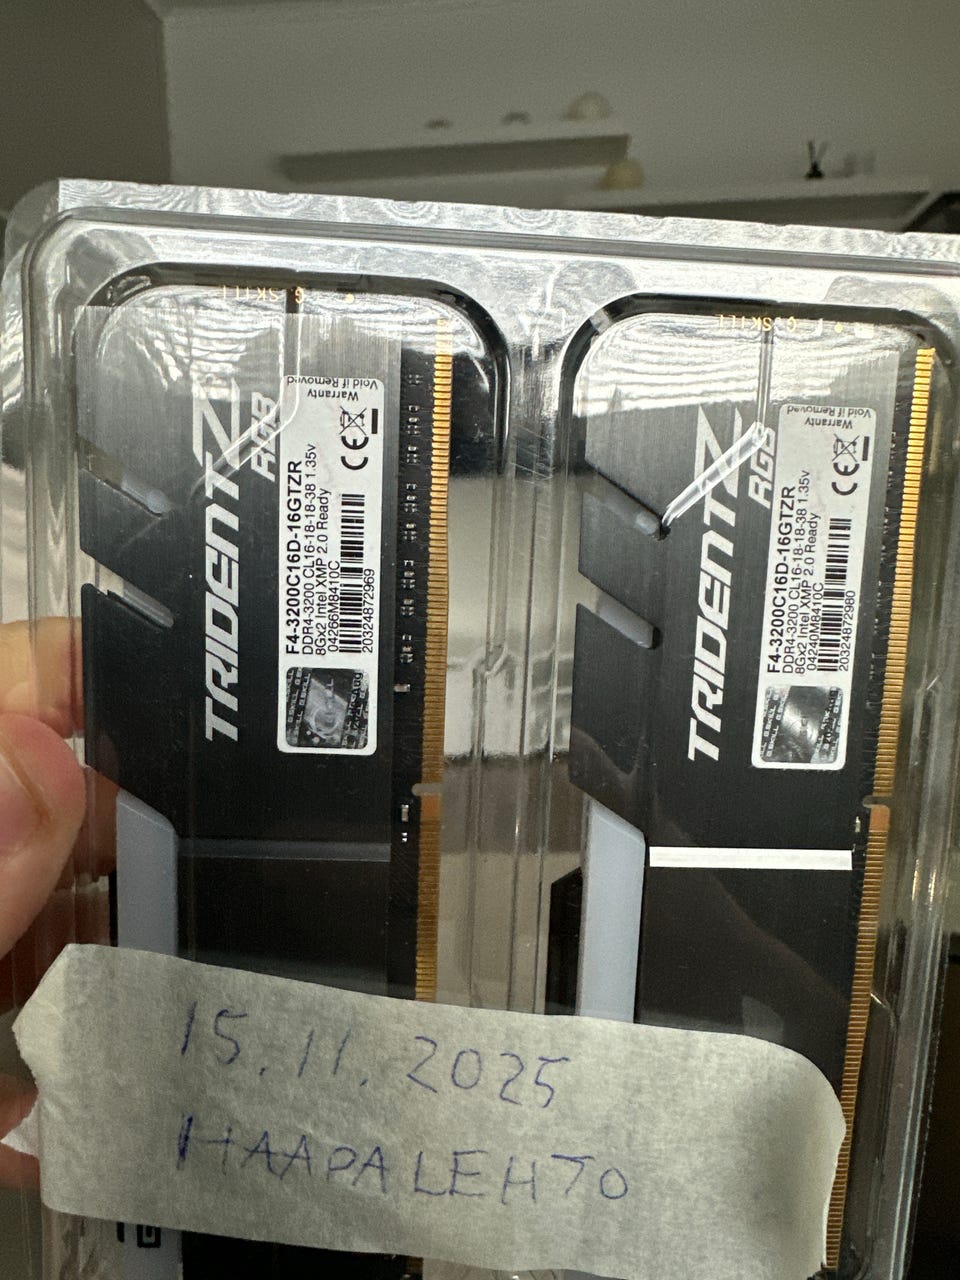 G.SKILL
TRIDENT Z
RGB
F4-3200C16D-16GTZR
DDR4-3200 CL16-18-18-38 1.35v
8Gx2 Intel XMP 2.0 Ready
04266M8410C
20324872969
CE
Warranty
Void if Removed
G.SKILL
TRIDENT Z
RGB
F4-3200C16D-16GTZR
DDR4-3200 CL16-18-18-38 1.35v
8Gx2 Intel XMP 2.0 Ready
04240M8410C
20324872980
CE
Warranty
Void if Removed
15.11.2025
HAAPALEHTO